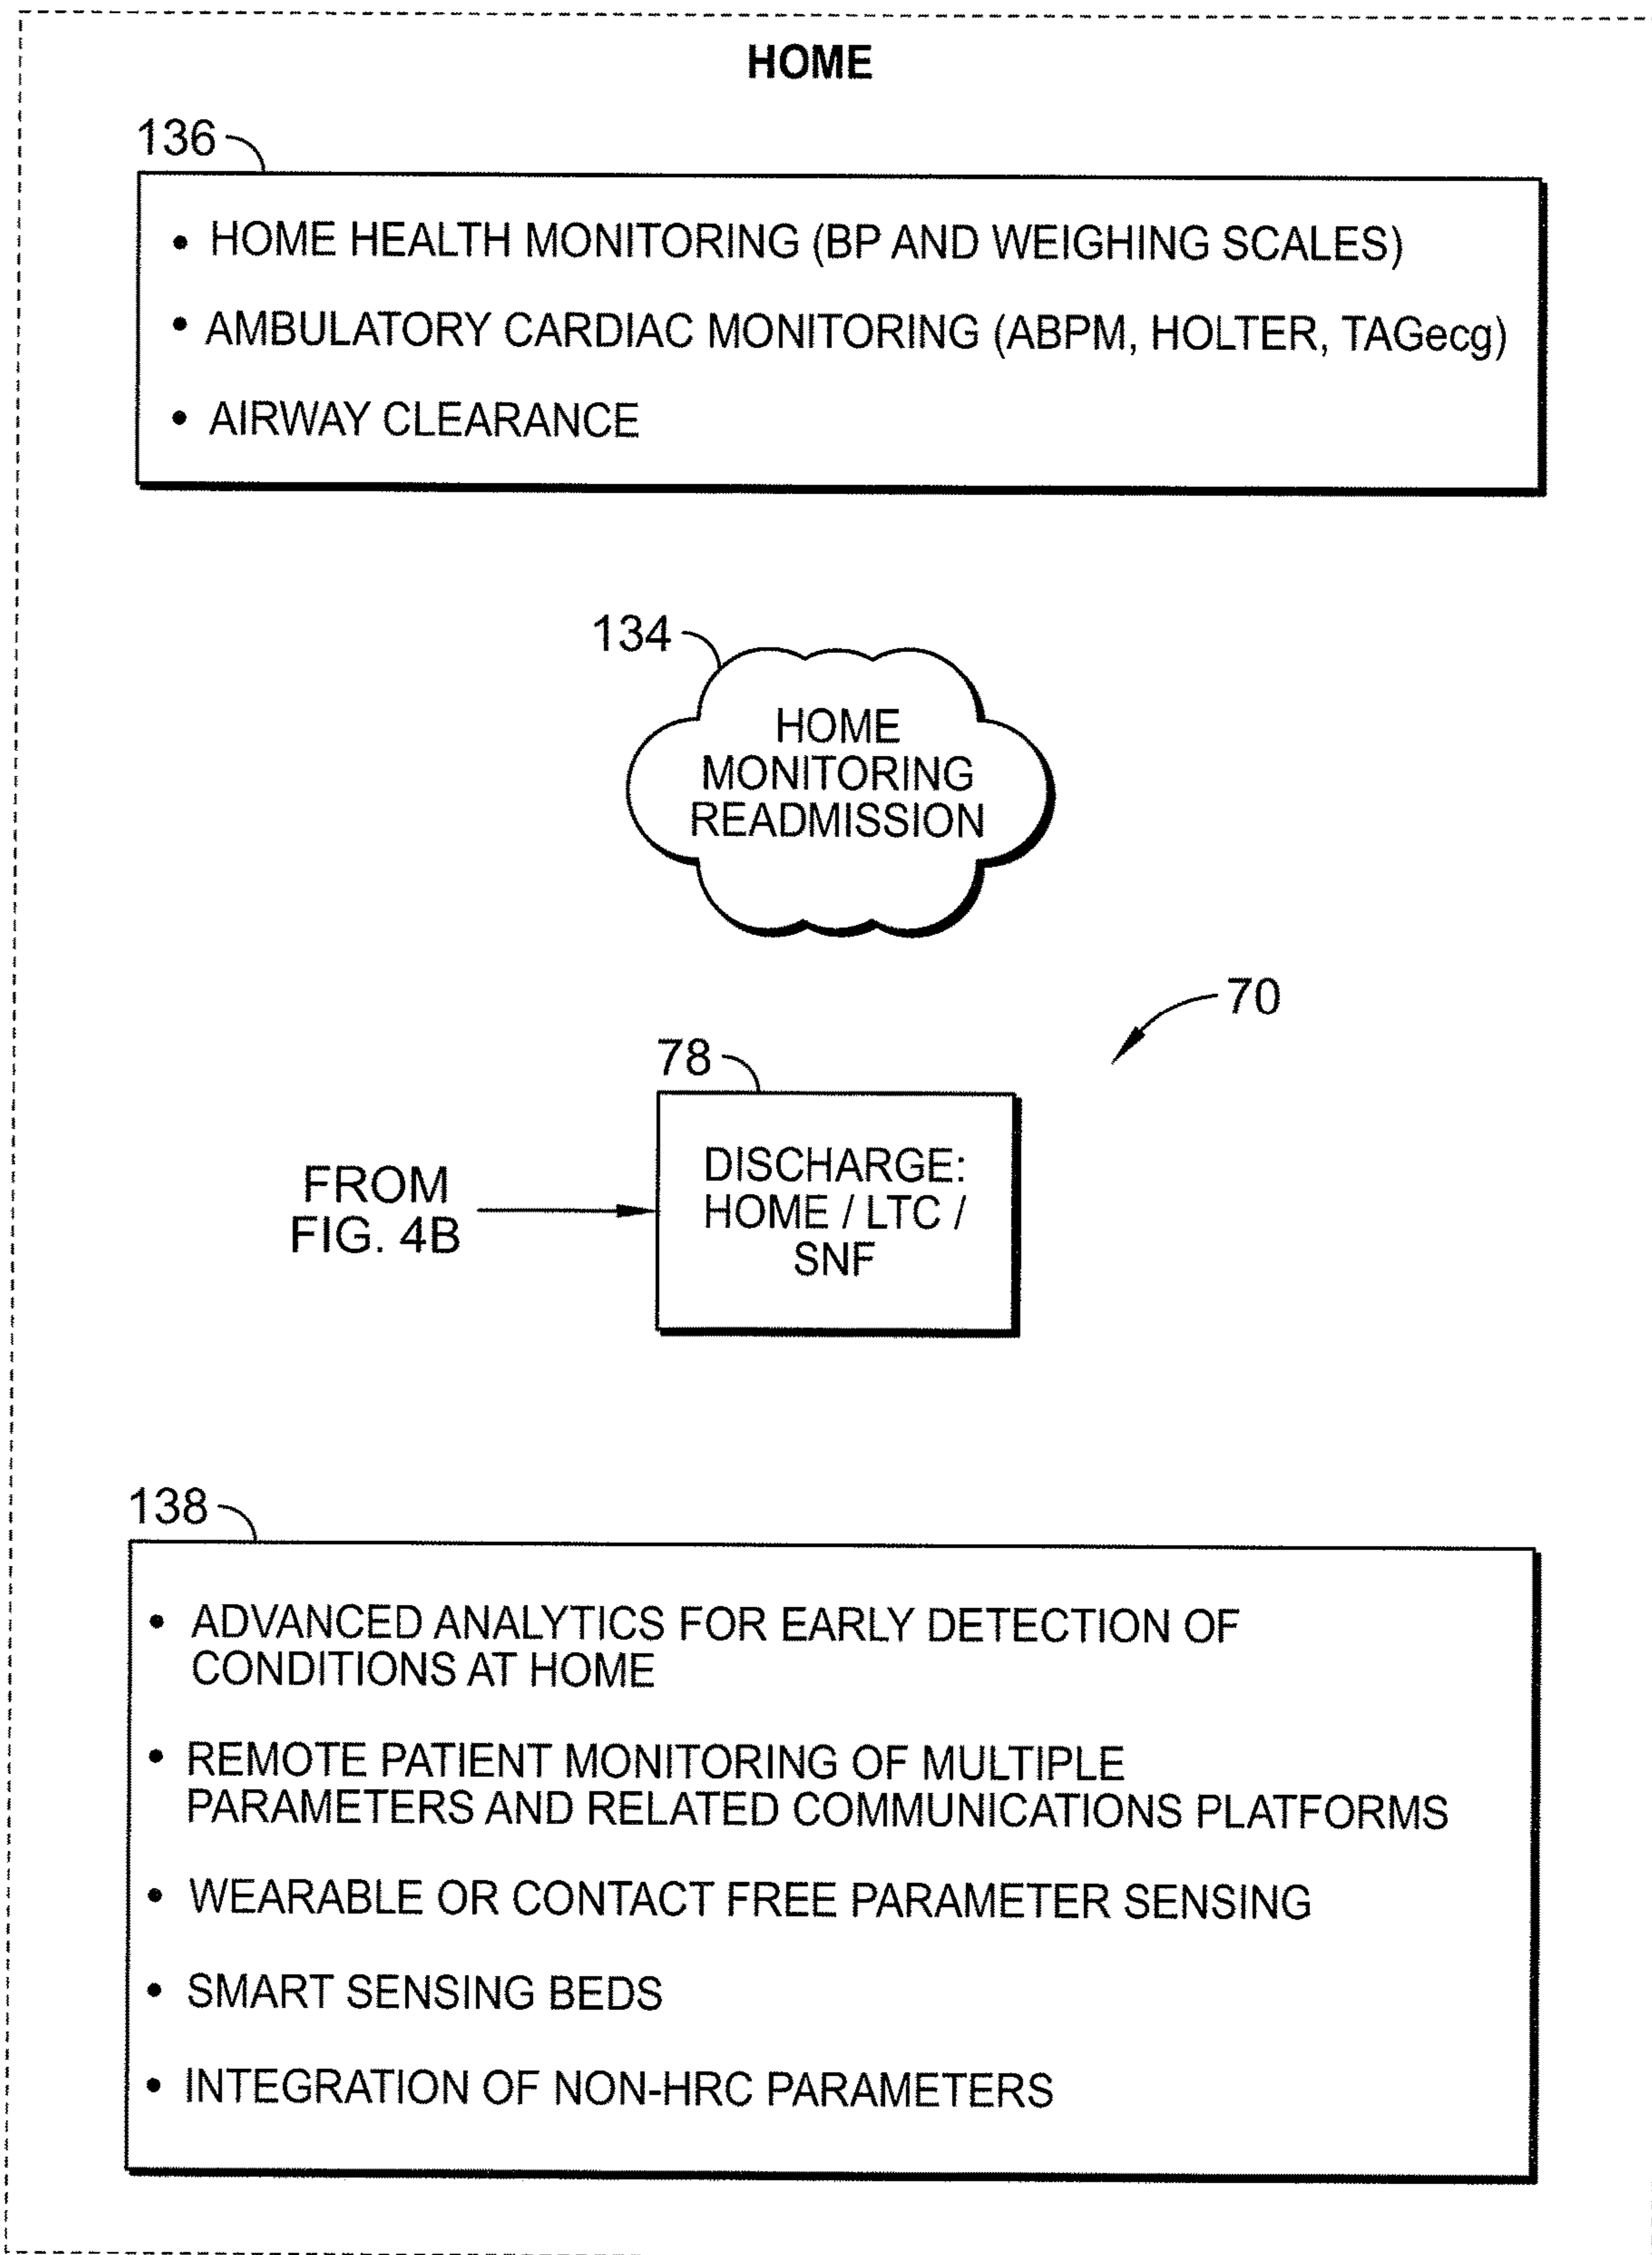 HOME
136
• HOME HEALTH MONITORING (BP AND WEIGHING SCALES)
• AMBULATORY CARDIAC MONITORING (ABPM, HOLTER, TAGecg)
• AIRWAY CLEARANCE
134
HOME
MONITORING
READMISSION
70
78
DISCHARGE:
HOME / LTC /
SNF
FROM
FIG. 4B
138
• ADVANCED ANALYTICS FOR EARLY DETECTION OF
CONDITIONS AT HOME
• REMOTE PATIENT MONITORING OF MULTIPLE
PARAMETERS AND RELATED COMMUNICATIONS PLATFORMS
• WEARABLE OR CONTACT FREE PARAMETER SENSING
• SMART SENSING BEDS
• INTEGRATION OF NON-HRC PARAMETERS